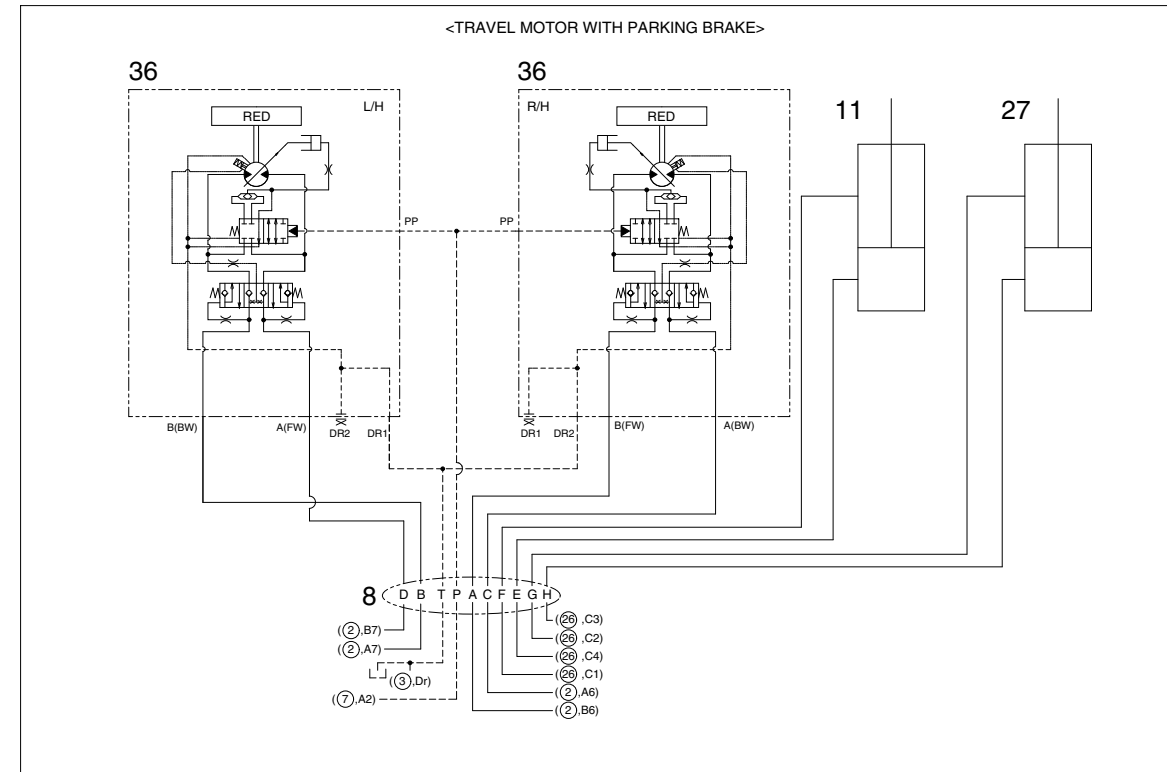 <TRAVEL MOTOR WITH PARKING BRAKE>
36
36
11
27
L/H
R/H
RED
RED
PP
PP
B(BW)
A(FW)
DR2
DR1
DR1
DR2
B(FW)
A(BW)
8
D B T P A C F E G H
(2,B7)
(2,A7)
(3,Dr)
(7,A2)
(26,C3)
(26,C2)
(26,C4)
(26,C1)
(2,A6)
(2,B6)